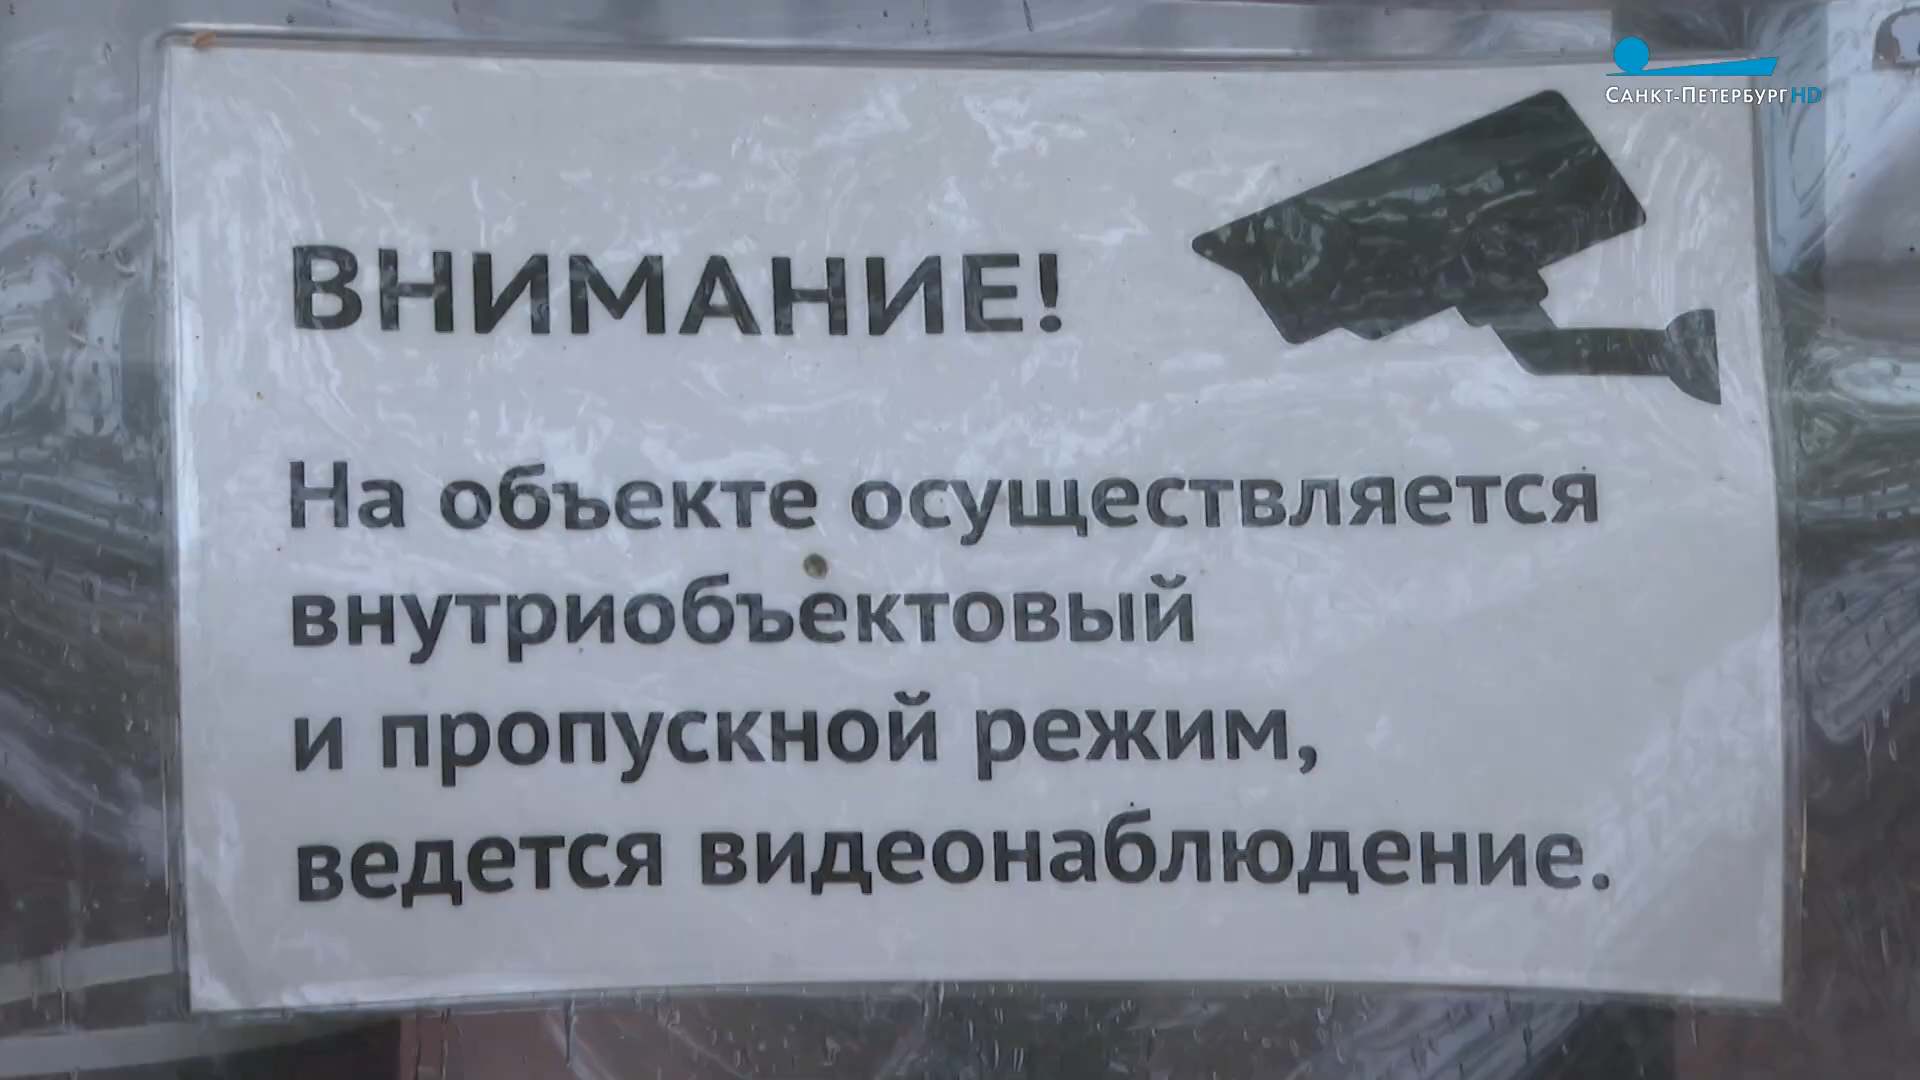 САНКТ-ПЕТЕРБУРГ HD
ВНИМАНИЕ!
На объекте осуществляется
внутриобъектовый
и пропускной режим,
ведется видеонаблюдение.